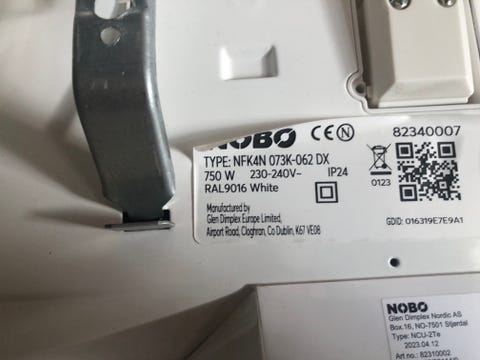 NOBO CE N 82340007
TYPE: NFK4N 073K-062 DX
750 W 230-240V~ IP24
RAL9016 White
0123
Manufactured by
Glen Dimplex Europe Limited,
Airport Road, Cloghran, Co Dublin, K67 VE08
GDID: 016319E7E9A1
NOBO
Glen Dimplex Nordic AS
Box.16, NO-7501 Stjørdal
Type: NCU-2Te
2023.04.12
Art no.: 82310002